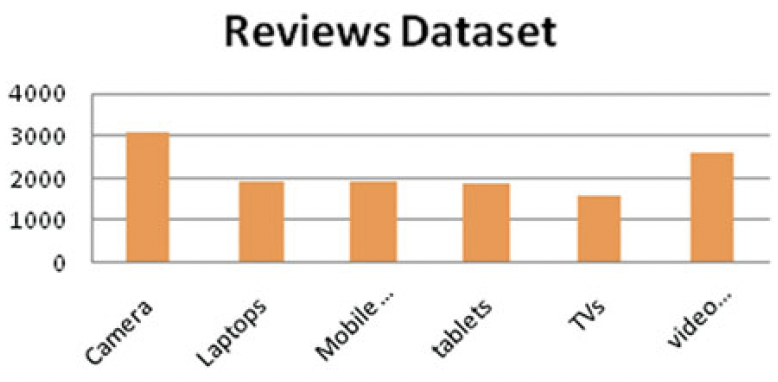 Reviews Dataset
4000
3000
2000
1000
0
Camera
Laptops
Mobile...
tablets
TVs
video...